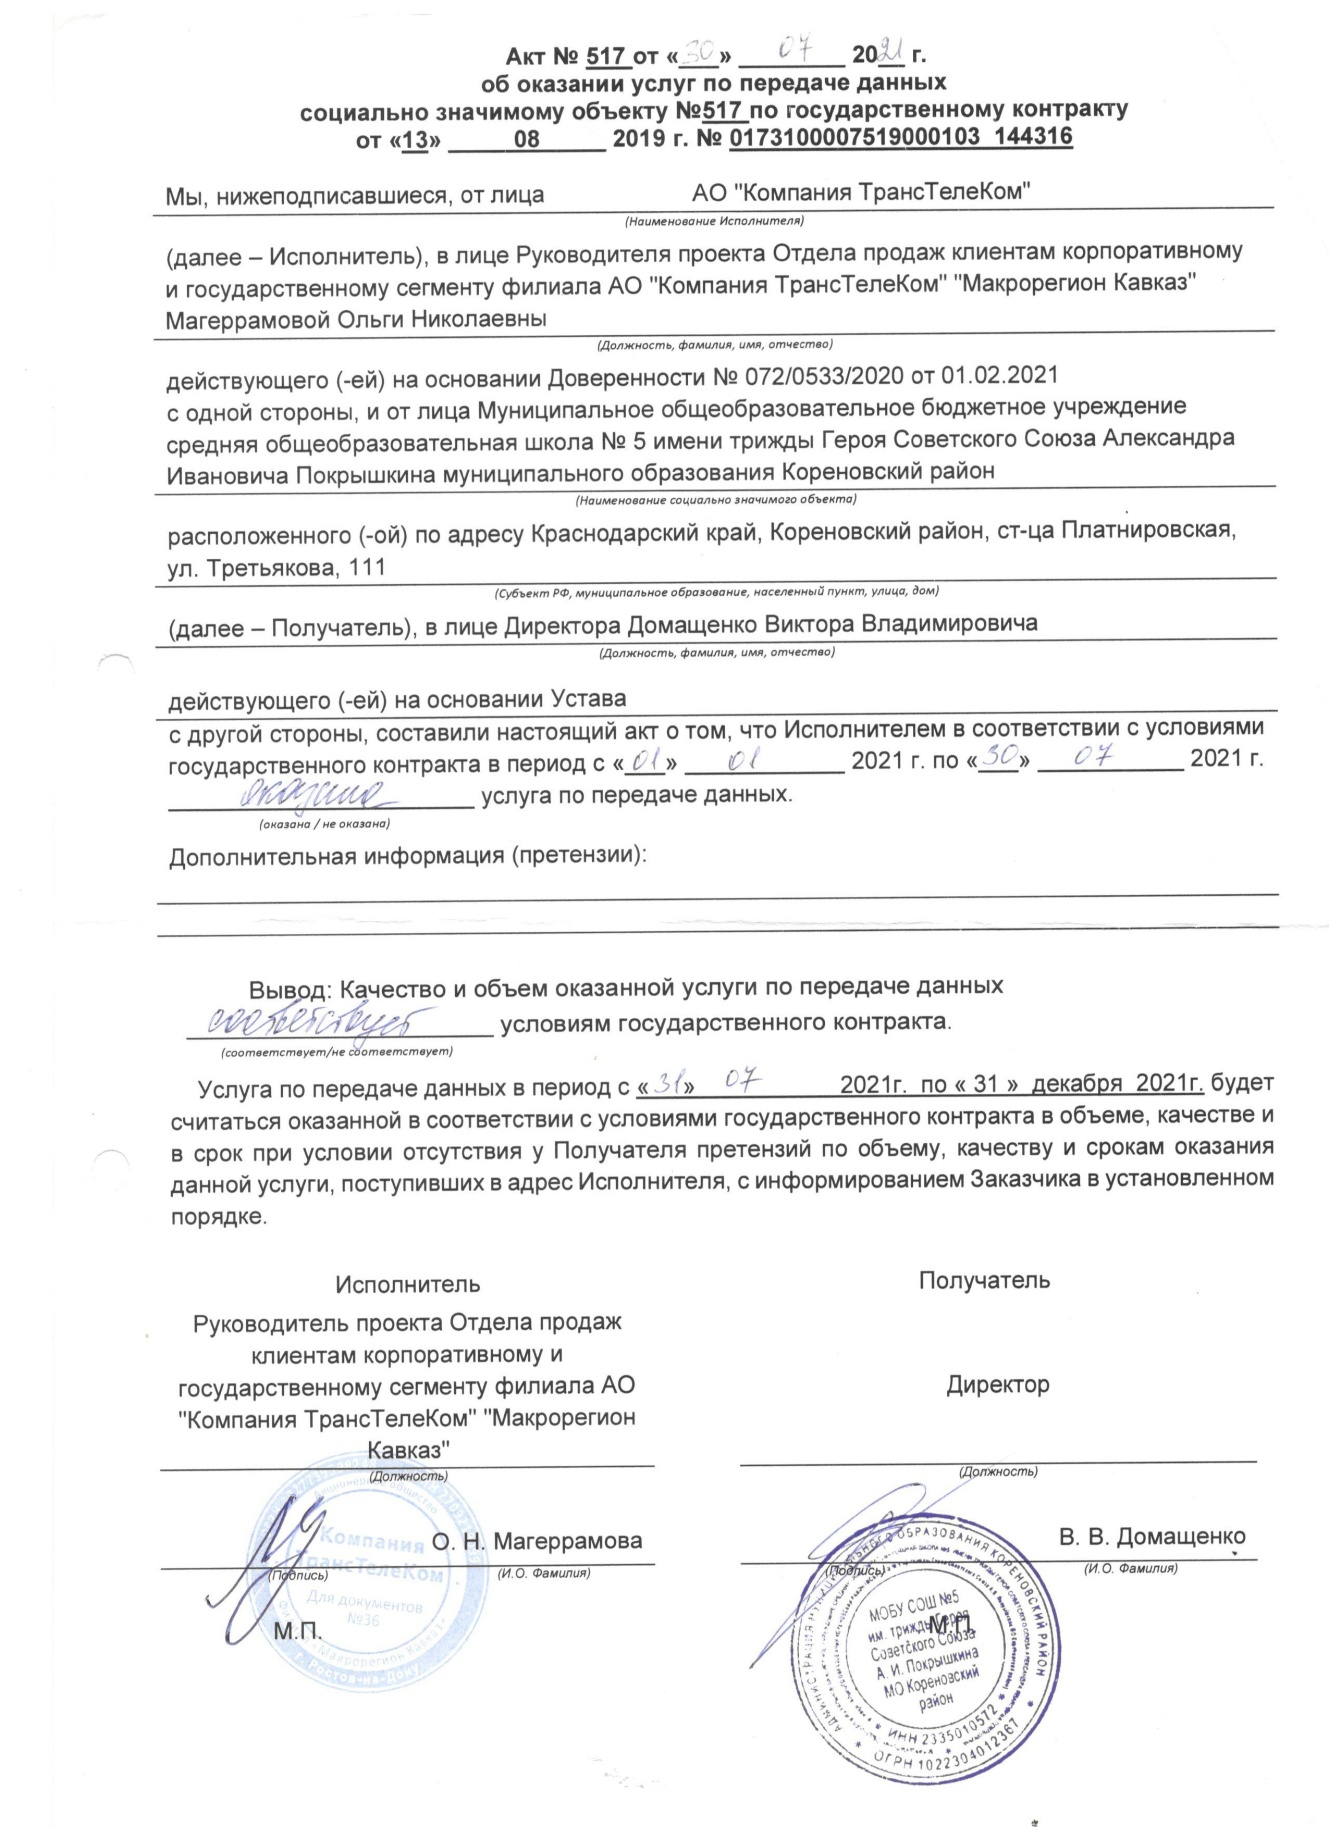 Акт № 517 от «30» 07 2021 г.
об оказании услуг по передаче данных
социально значимому объекту №517 по государственному контракту
от «13» 08 2019 г. № 0173100007519000103_144316
Мы, нижеподписавшиеся, от лица АО "Компания ТрансТелеКом"
(Наименование Исполнителя)
(далее – Исполнитель), в лице Руководителя проекта Отдела продаж клиентам корпоративному
и государственному сегменту филиала АО "Компания ТрансТелеКом" "Макрорегион Кавказ"
Магеррамовой Ольги Николаевны
(Должность, фамилия, имя, отчество)
действующего (-ей) на основании Доверенности № 072/0533/2020 от 01.02.2021
с одной стороны, и от лица Муниципальное общеобразовательное бюджетное учреждение
средняя общеобразовательная школа № 5 имени трижды Героя Советского Союза Александра
Ивановича Покрышкина муниципального образования Кореновский район
(Наименование социально значимого объекта)
расположенного (-ой) по адресу Краснодарский край, Кореновский район, ст-ца Платнировская,
ул. Третьякова, 111
(Субъект РФ, муниципальное образование, населенный пункт, улица, дом)
(далее – Получатель), в лице Директора Домащенко Виктора Владимировича
(Должность, фамилия, имя, отчество)
действующего (-ей) на основании Устава
с другой стороны, составили настоящий акт о том, что Исполнителем в соответствии с условиями
государственного контракта в период с «01» 01 2021 г. по «30» 07 2021 г.
оказана услуга по передаче данных.
(оказана / не оказана)
Дополнительная информация (претензии):
Вывод: Качество и объем оказанной услуги по передаче данных
соответствует условиям государственного контракта.
(соответствует/не соответствует)
Услуга по передаче данных в период с «31» 07 2021г. по « 31 » декабря 2021г. будет
считаться оказанной в соответствии с условиями государственного контракта в объеме, качестве и
в срок при условии отсутствия у Получателя претензий по объему, качеству и срокам оказания
данной услуги, поступивших в адрес Исполнителя, с информированием Заказчика в установленном
порядке.
Исполнитель
Руководитель проекта Отдела продаж
клиентам корпоративному и
государственному сегменту филиала АО
"Компания ТрансТелеКом" "Макрорегион
Кавказ"
(Должность)
О. Н. Магеррамова
(Подпись) (И.О. Фамилия)
М.П.
Компания
ТрансТелеКом
Для документов
№36
Макрорегион Кавказ
г. Ростов-на-Дону
Получатель
Директор
(Должность)
В. В. Домащенко
(Подпись) (И.О. Фамилия)
М.П.
АДМИНИСТРАЦИЯ МУНИЦИПАЛЬНОГО ОБРАЗОВАНИЯ КОРЕНОВСКИЙ РАЙОН
МОБУ СОШ №5
им. трижды Героя
Советского Союза
А. И. Покрышкина
МО Кореновский
район
ИНН 2335010572
ОГРН 1022304012367